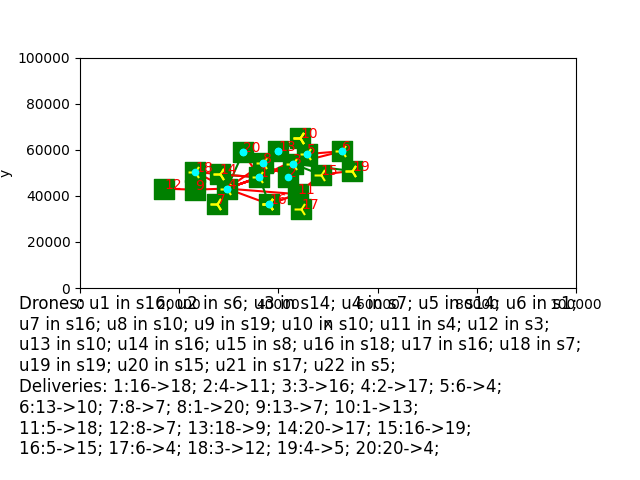 100000
80000
60000
40000
20000
0
y
Drones: u1 in s16; u2 in s6; u3 in s14; u4 in s7; u5 in s14; u6 in s1;
u7 in s16; u8 in s10; u9 in s19; u10 in s10; u11 in s4; u12 in s3;
u13 in s10; u14 in s16; u15 in s8; u16 in s18; u17 in s16; u18 in s7;
u19 in s19; u20 in s15; u21 in s17; u22 in s5;
Deliveries: 1:16->18; 2:4->11; 3:3->16; 4:2->17; 5:6->4;
6:13->10; 7:8->7; 8:1->20; 9:13->7; 10:1->13;
11:5->18; 12:8->7; 13:18->9; 14:20->17; 15:16->19;
16:5->15; 17:6->4; 18:3->12; 19:4->5; 20:20->4;